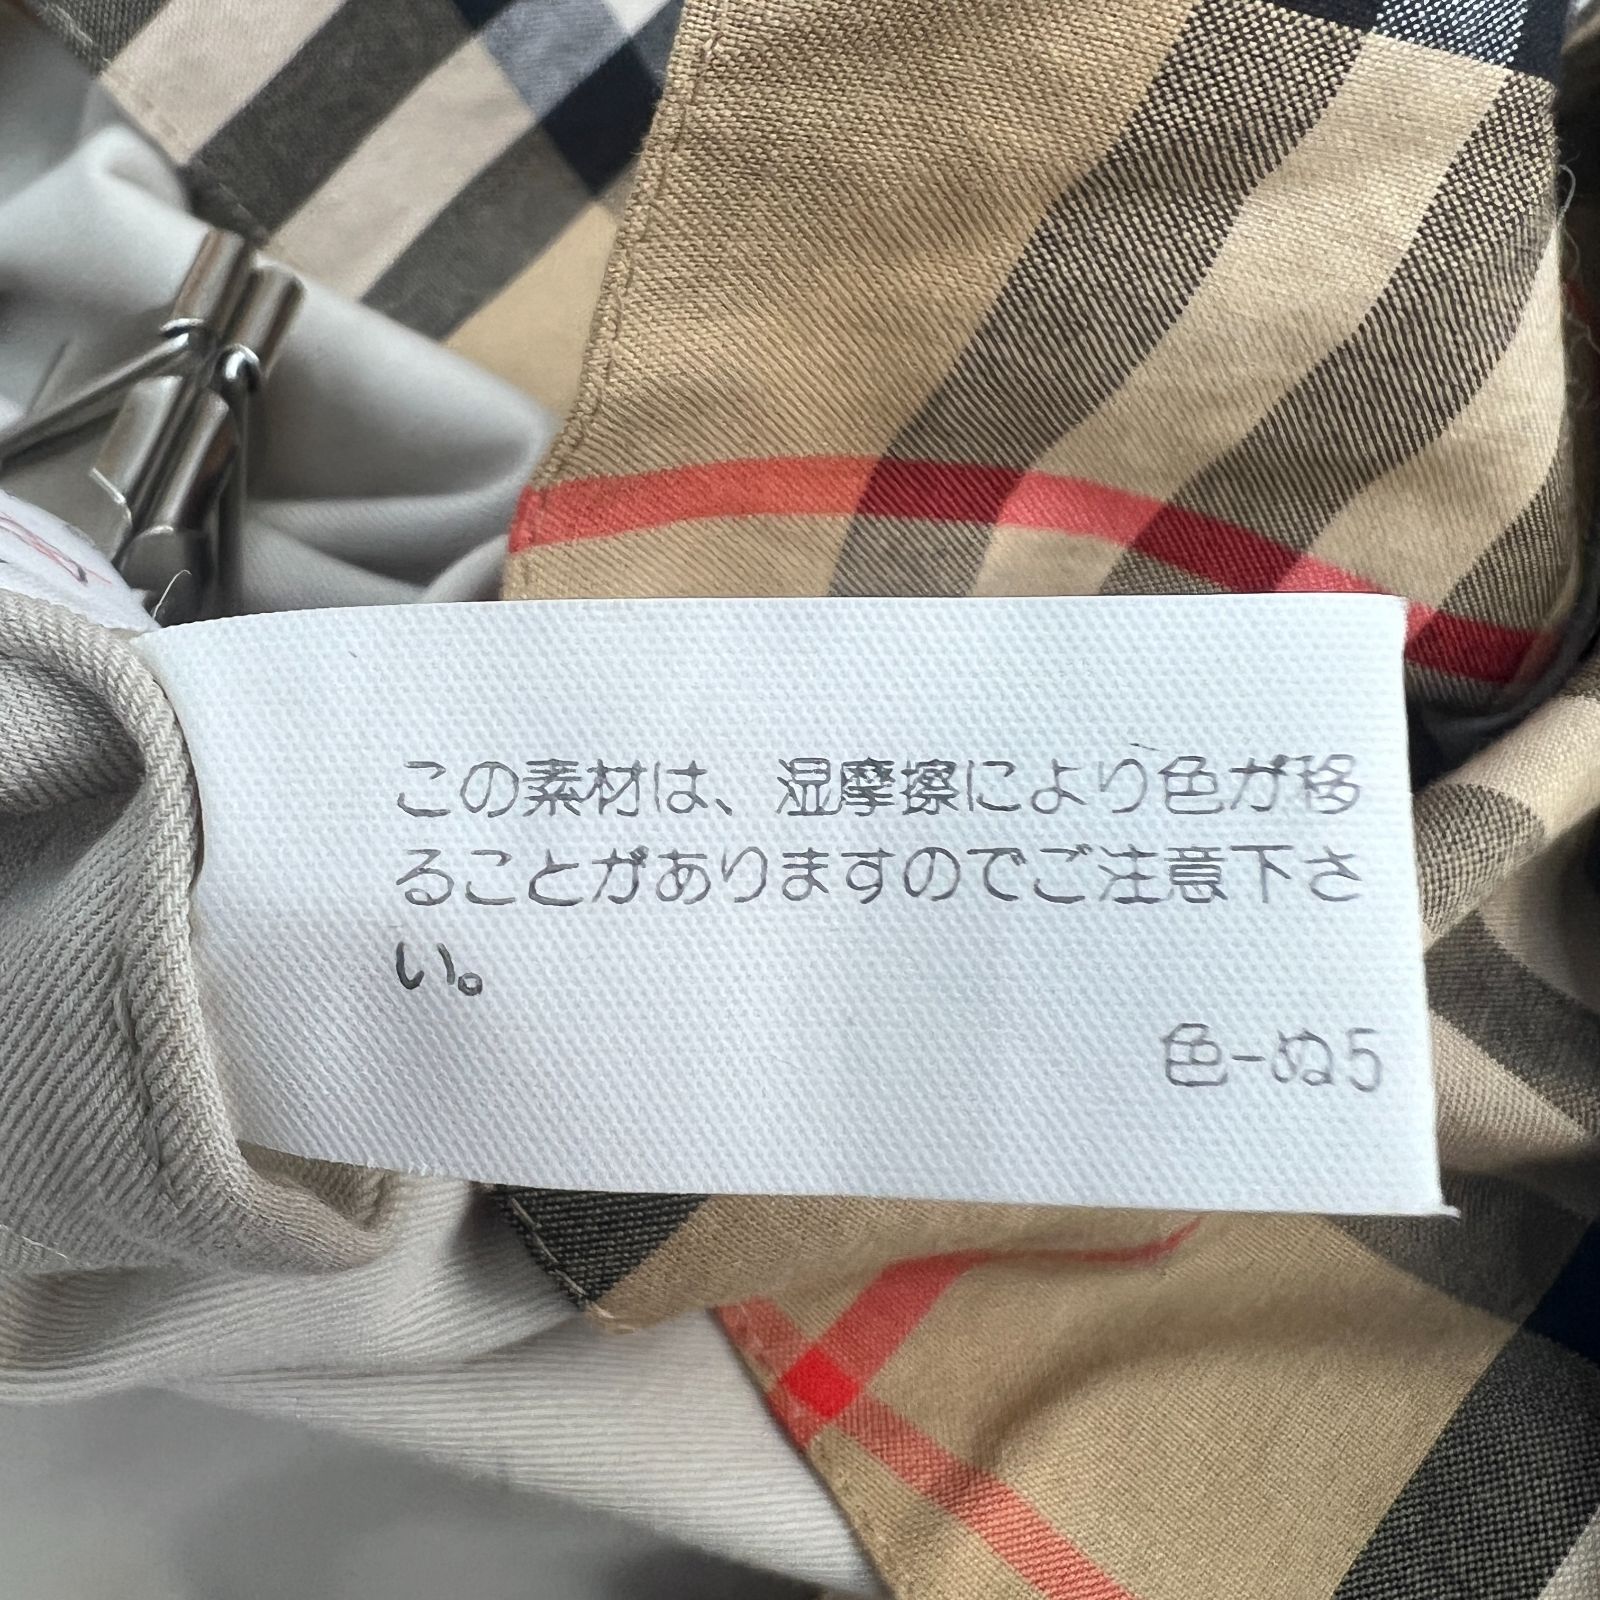 この素材は、湿摩擦により色が移
ることがありますのでご注意下さ
い。
色-ぬ5